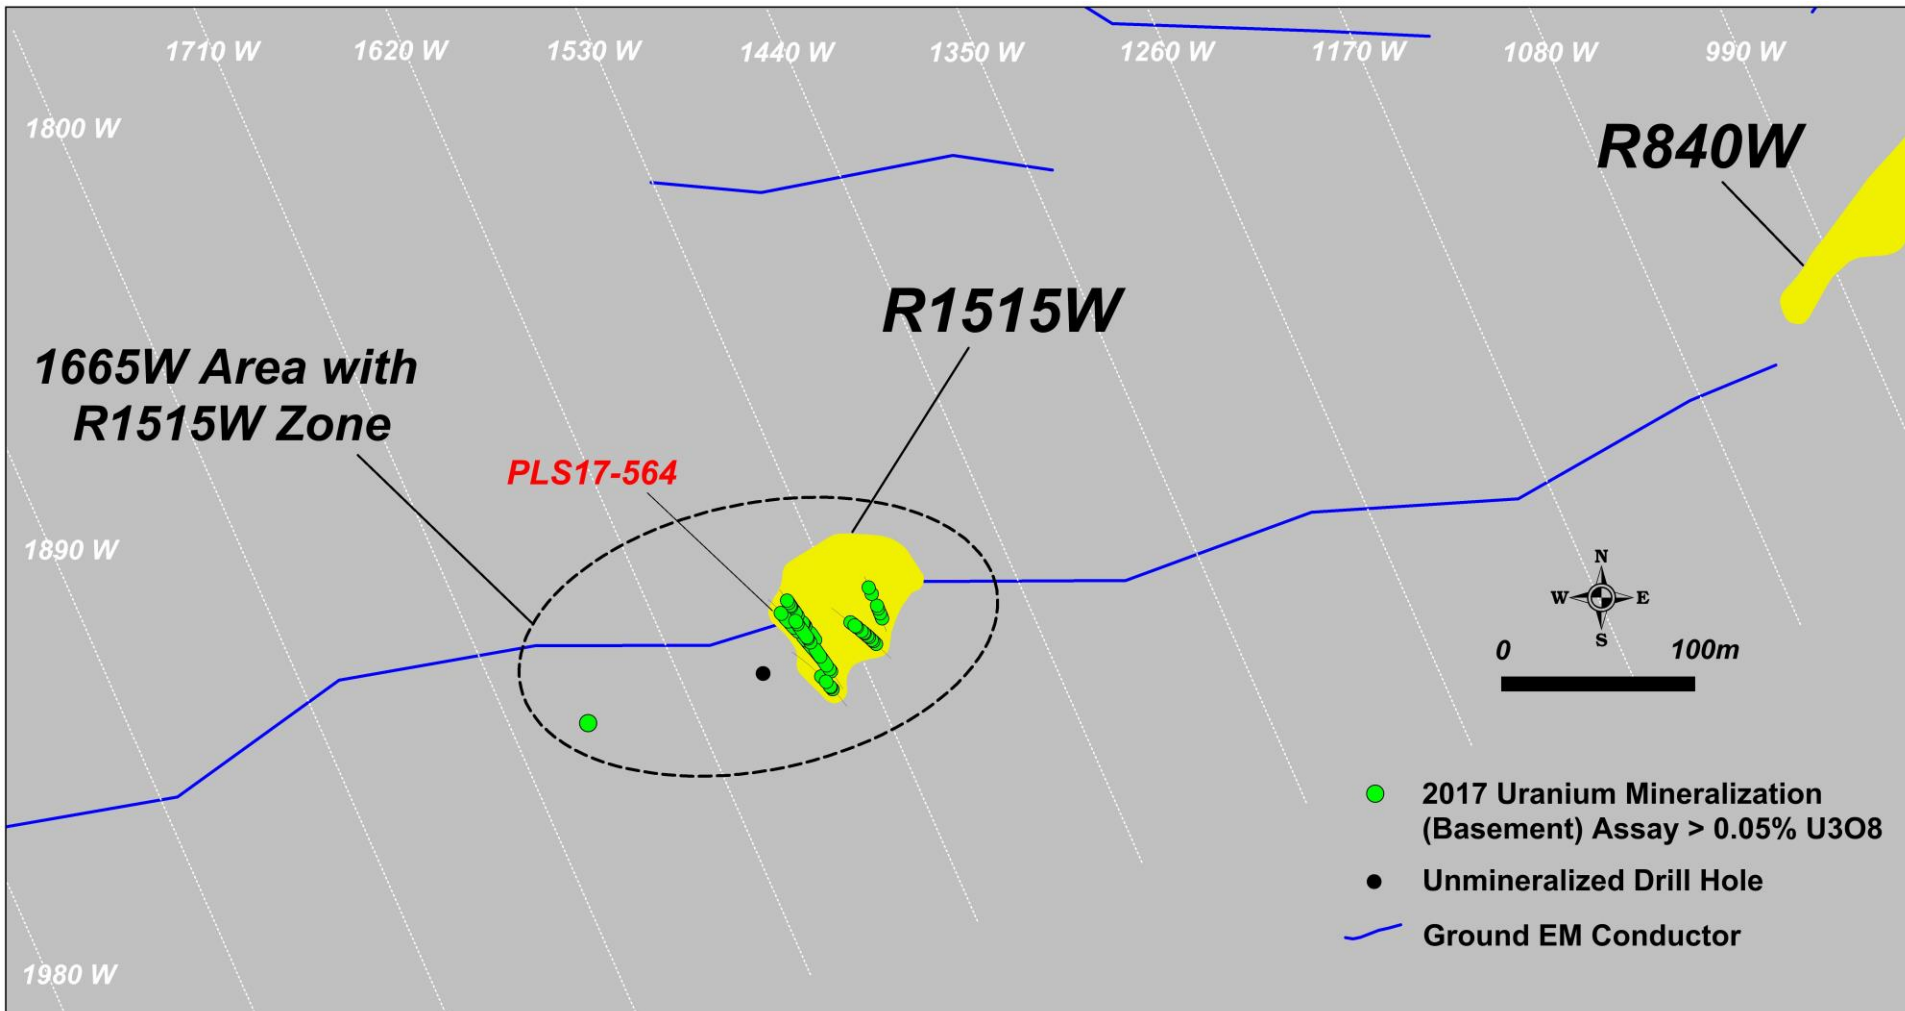 1710 W
1620 W
1530 W
1440 W
1350 W
1260 W
1170 W
1080 W
990 W
1800 W
R840W
R1515W
1665W Area with
R1515W Zone
PLS17-564
1890 W
N
W
E
S
0
100m
2017 Uranium Mineralization
(Basement) Assay > 0.05% U3O8
Unmineralized Drill Hole
Ground EM Conductor
1980 W